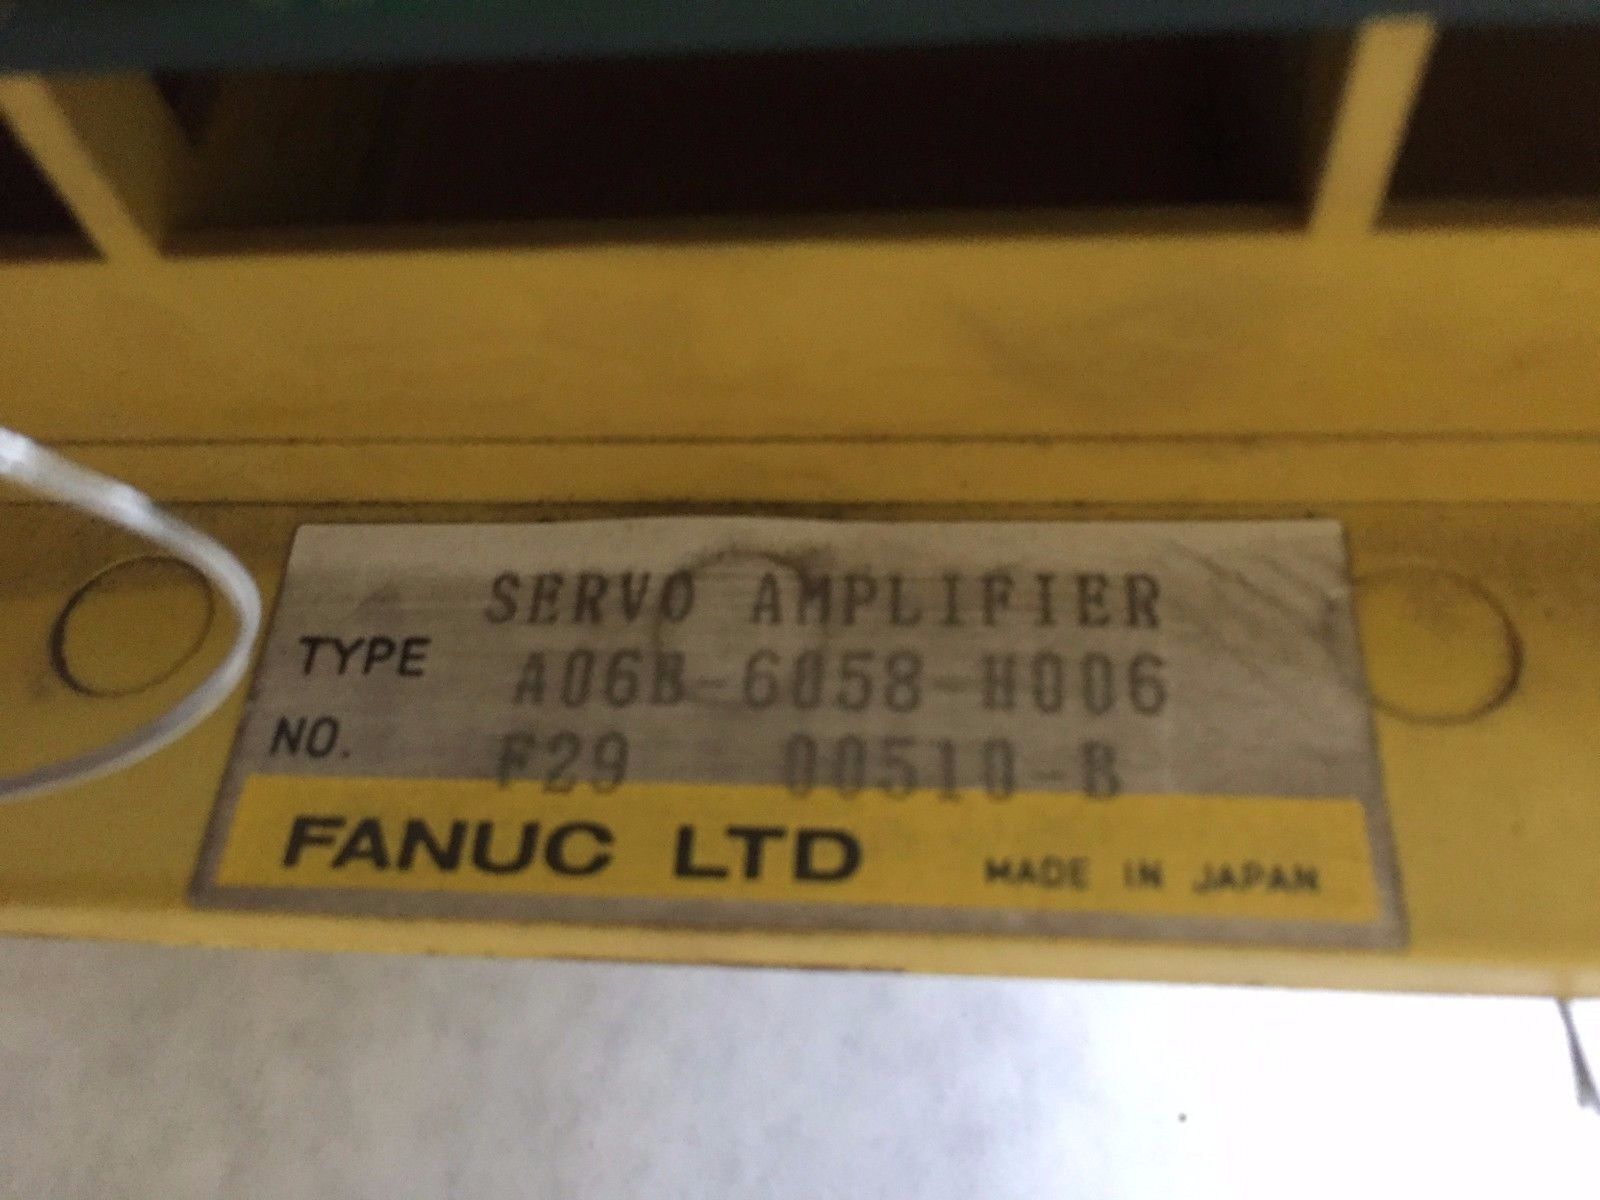 SERVO AMPLIFIER
TYPE A06B-6058-H006
NO. F29 00510-B
FANUC LTD MADE IN JAPAN